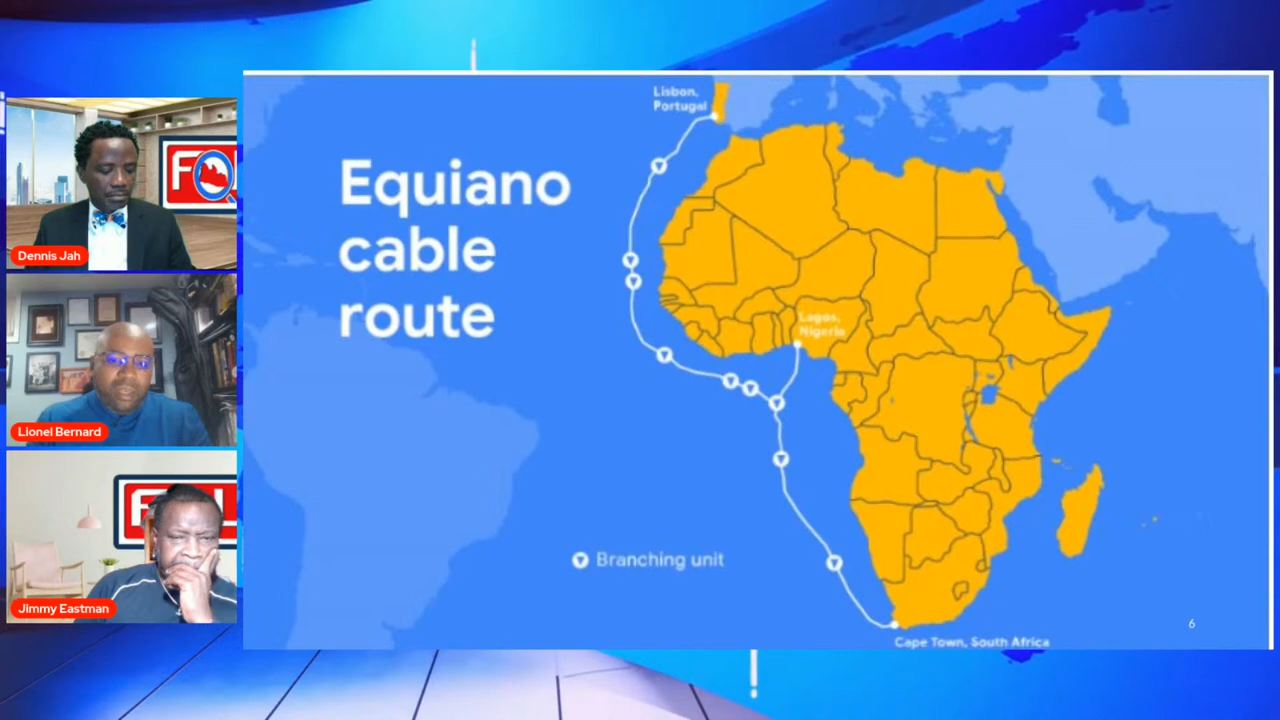 Lisbon,
Portugal
Equiano
cable
route
Lagos,
Nigeria
Branching unit
6
Cape Town, South Africa
Dennis Jah
Lionel Bernard
Jimmy Eastman